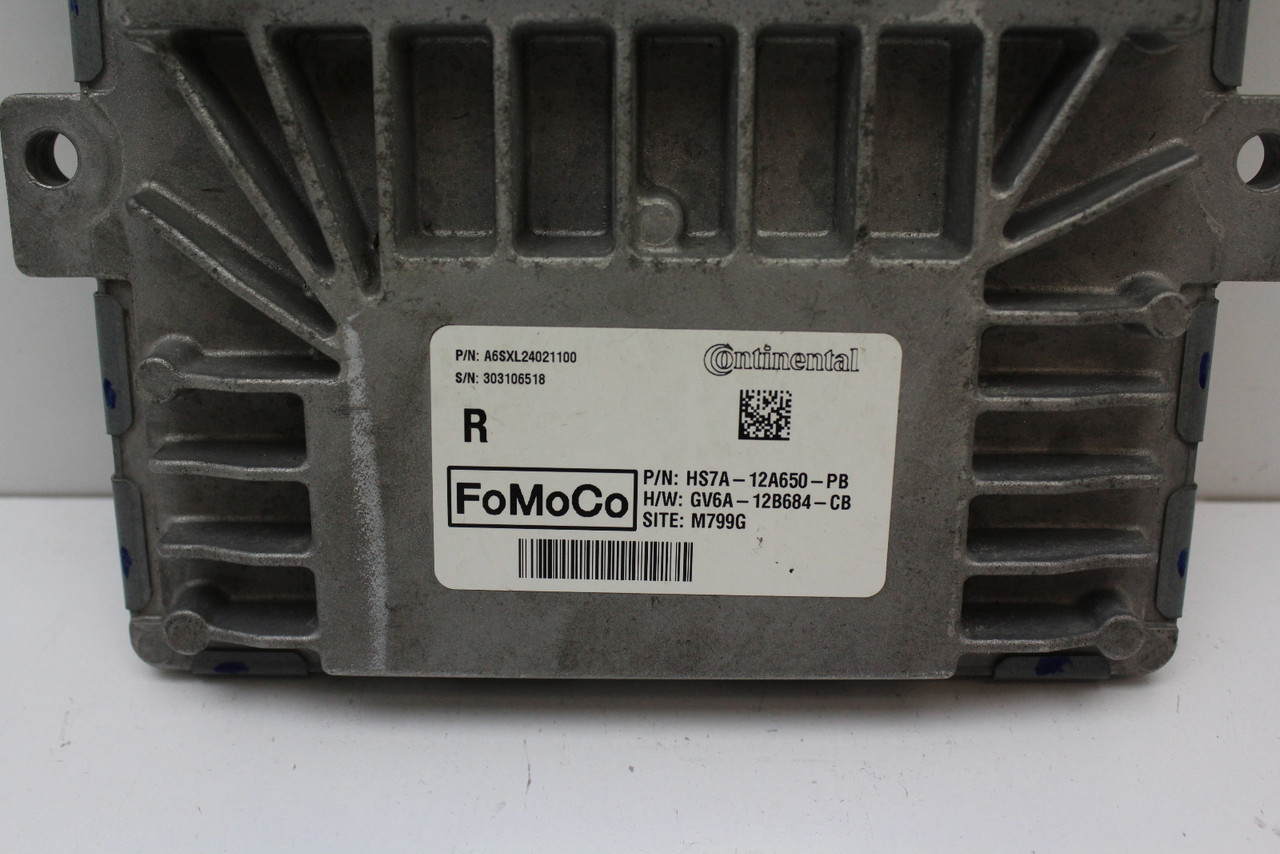 P/N: A6SXL24021100
Continental
S/N: 303106518
R
FoMoCo
P/N: HS7A-12A650-PB
H/W: GV6A-12B684-CB
SITE: M799G